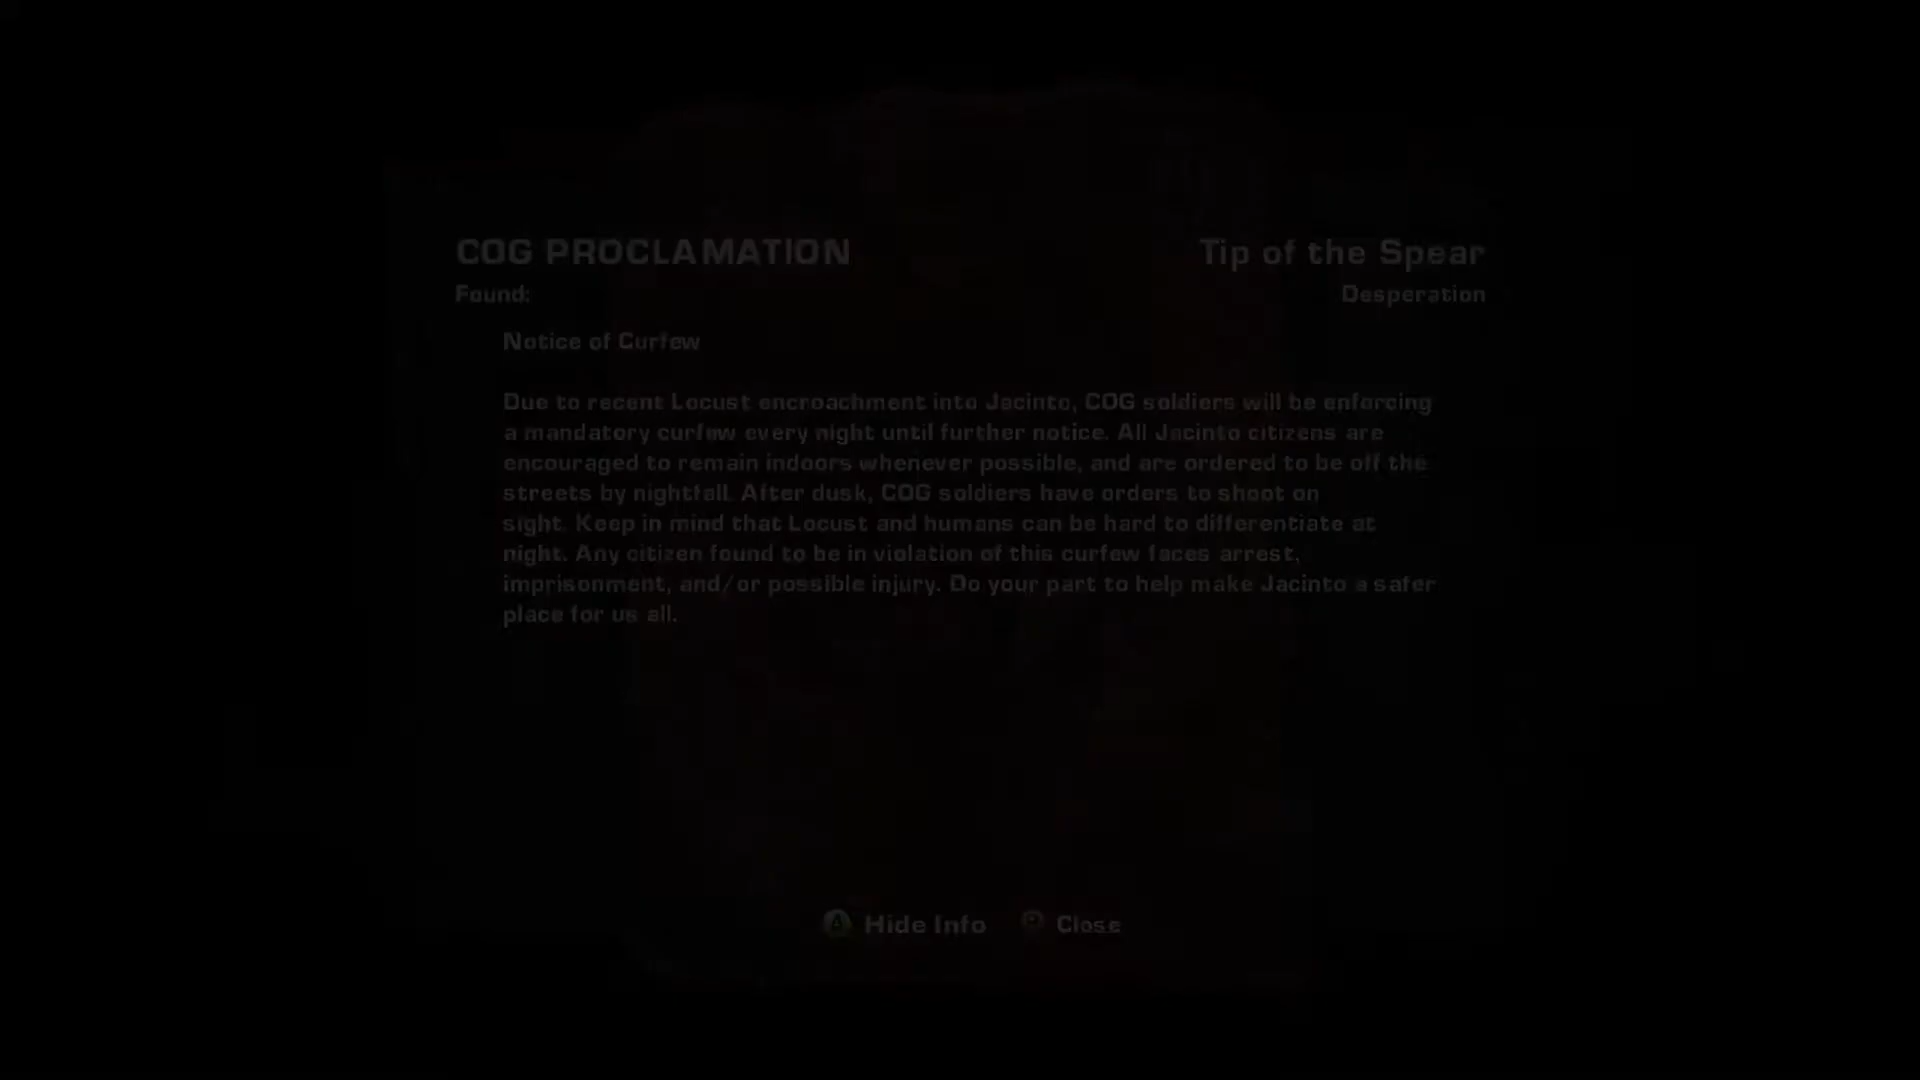 COG PROCLAMATION
Tip of the Spear
Found:
Desperation
Notice of Curfew
Due to recent Locust encroachment into Jacinto, COG soldiers will be enforcing
a mandatory curfew every night until further notice. All Jacinto citizens are
encouraged to remain indoors whenever possible, and are ordered to be off the
streets by nightfall. After dusk, COG soldiers have orders to shoot on
sight. Keep in mind that Locust and humans can be hard to differentiate at
night. Any citizen found to be in violation of this curfew faces arrest,
imprisonment, and/or possible injury. Do your part to help make Jacinto a safer
place for us all.
A Hide Info
Close